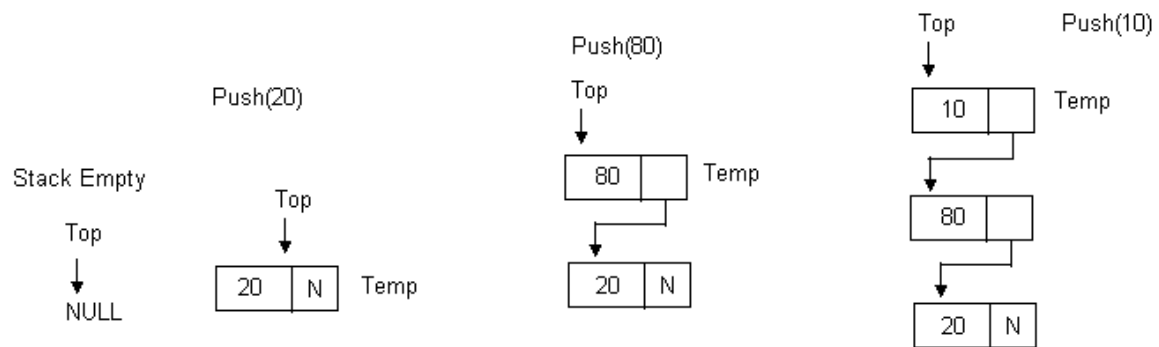 Stack Empty
Top
NULL
Push(20)
Top
20 N Temp
Push(80)
Top
80 Temp
20 N
Top Push(10)
10 Temp
80
20 N